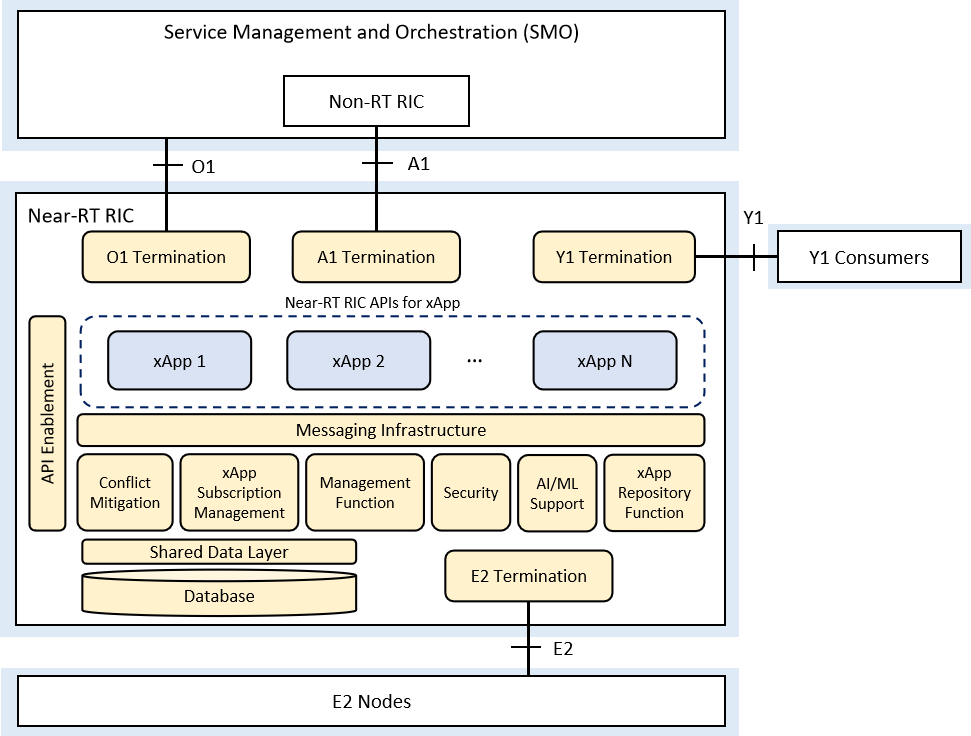 Service Management and Orchestration (SMO)
Non-RT RIC
O1
A1
Near-RT RIC
Y1
O1 Termination
A1 Termination
Y1 Termination
Y1 Consumers
Near-RT RIC APIs for xApp
API Enablement
xApp 1
xApp 2
...
xApp N
Messaging Infrastructure
Conflict
Mitigation
xApp
Subscription
Management
Management
Function
Security
AI/ML
Support
xApp
Repository
Function
Shared Data Layer
Database
E2 Termination
E2
E2 Nodes